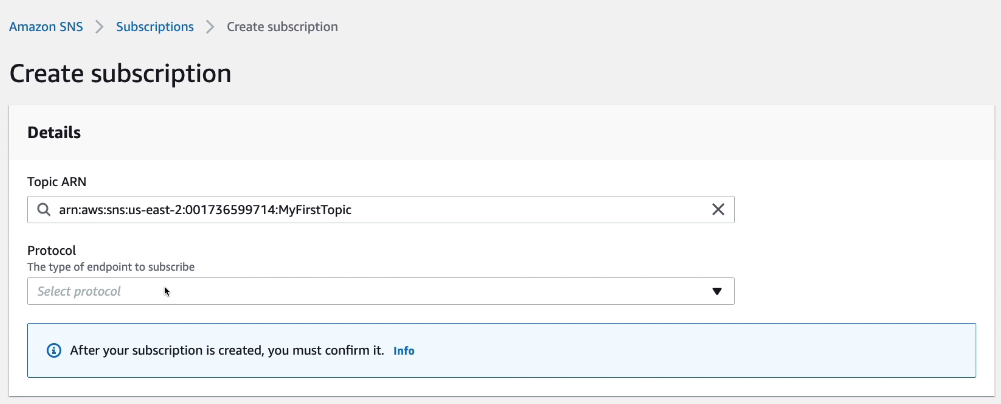 Amazon SNS > Subscriptions > Create subscription
Create subscription
Details
Topic ARN
arn:aws:sns:us-east-2:001736599714:MyFirstTopic
Protocol
The type of endpoint to subscribe
Select protocol
After your subscription is created, you must confirm it. Info